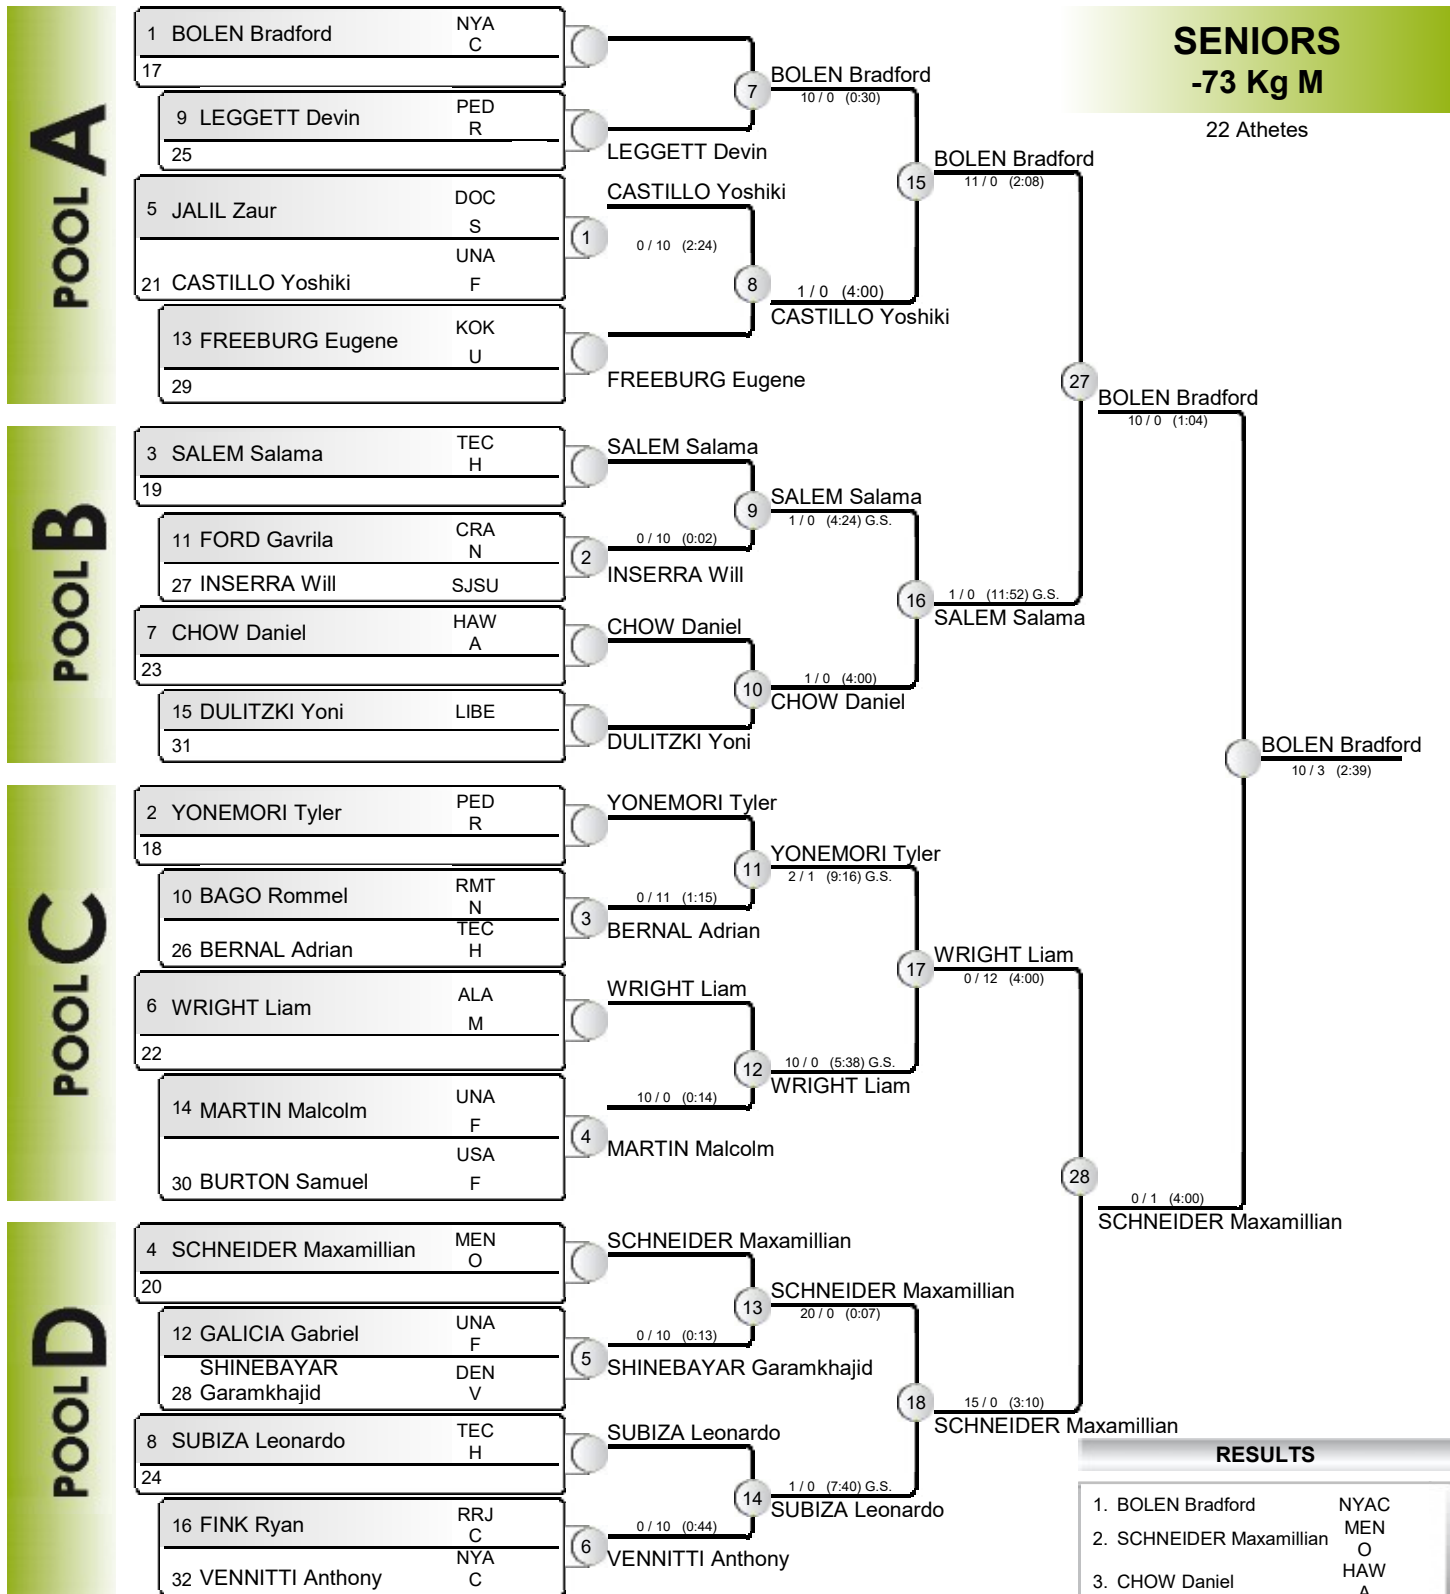 SENIORS
-73 Kg M
22 Athetes
POOL A
1 BOLEN Bradford NYA
C
17
9 LEGGETT Devin PED
R
25
5 JALIL Zaur DOC
S
21 CASTILLO Yoshiki UNA
F
13 FREEBURG Eugene KOK
U
29
POOL B
3 SALEM Salama TEC
H
19
11 FORD Gavrila CRA
N
27 INSERRA Will SJSU
7 CHOW Daniel HAW
A
23
15 DULITZKI Yoni LIBE
31
POOL C
2 YONEMORI Tyler PED
R
18
10 BAGO Rommel RMT
N
26 BERNAL Adrian TEC
H
6 WRIGHT Liam ALA
M
22
14 MARTIN Malcolm UNA
F
30 BURTON Samuel USA
F
POOL D
4 SCHNEIDER Maxamillian MEN
O
20
12 GALICIA Gabriel UNA
F
28 SHINEBAYAR
Garamkhajid DEN
V
8 SUBIZA Leonardo TEC
H
24
16 FINK Ryan RRJ
C
32 VENNITTI Anthony NYA
C
LEGGETT Devin
1
CASTILLO Yoshiki
0 / 10 (2:24)
FREEBURG Eugene
SALEM Salama
2
0 / 10 (0:02)
INSERRA Will
CHOW Daniel
DULITZKI Yoni
YONEMORI Tyler
3
0 / 11 (1:15)
BERNAL Adrian
WRIGHT Liam
4
10 / 0 (0:14)
MARTIN Malcolm
SCHNEIDER Maxamillian
5
0 / 10 (0:13)
SHINEBAYAR Garamkhajid
SUBIZA Leonardo
6
0 / 10 (0:44)
VENNITTI Anthony
7
BOLEN Bradford
10 / 0 (0:30)
8
1 / 0 (4:00)
CASTILLO Yoshiki
9
SALEM Salama
1 / 0 (4:24) G.S.
10
1 / 0 (4:00)
CHOW Daniel
11
YONEMORI Tyler
2 / 1 (9:16) G.S.
12
10 / 0 (5:38) G.S.
WRIGHT Liam
13
SCHNEIDER Maxamillian
20 / 0 (0:07)
14
1 / 0 (7:40) G.S.
SUBIZA Leonardo
15
BOLEN Bradford
11 / 0 (2:08)
16
1 / 0 (11:52) G.S.
SALEM Salama
17
WRIGHT Liam
0 / 12 (4:00)
18
15 / 0 (3:10)
SCHNEIDER Maxamillian
27
BOLEN Bradford
10 / 0 (1:04)
28
0 / 1 (4:00)
SCHNEIDER Maxamillian
BOLEN Bradford
10 / 3 (2:39)
RESULTS
1. BOLEN Bradford NYAC
2. SCHNEIDER Maxamillian MEN
O
3. CHOW Daniel HAW
A